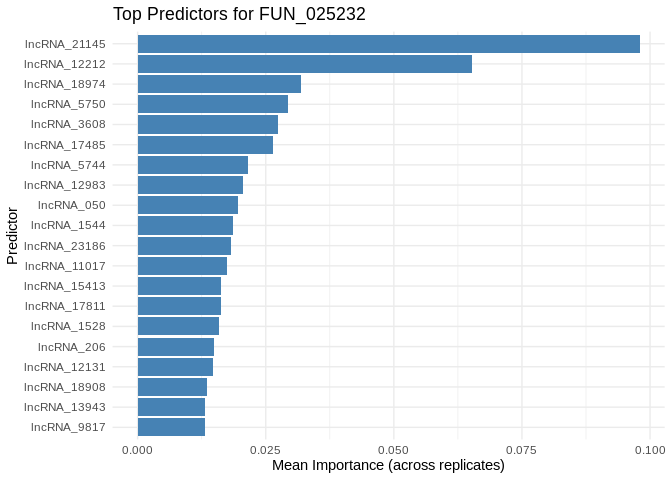 Top Predictors for FUN_025232
Predictor
lncRNA_21145
lncRNA_12212
lncRNA_18974
lncRNA_5750
lncRNA_3608
lncRNA_17485
lncRNA_5744
lncRNA_12983
lncRNA_050
lncRNA_1544
lncRNA_23186
lncRNA_11017
lncRNA_15413
lncRNA_17811
lncRNA_1528
lncRNA_206
lncRNA_12131
lncRNA_18908
lncRNA_13943
lncRNA_9817
0.000 0.025 0.050 0.075 0.100
Mean Importance (across replicates)